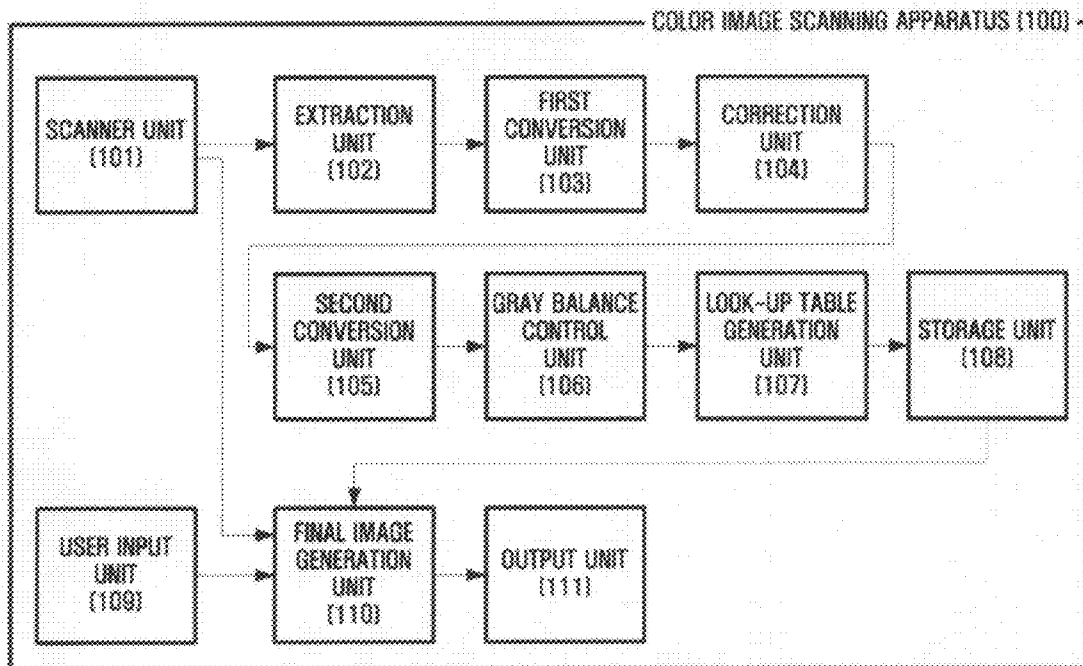 COLOR IMAGE SCANNING APPARATUS (100)
SCANNER UNIT
(101)
EXTRACTION
UNIT
(102)
FIRST
CONVERSION
UNIT
(103)
CORRECTION
UNIT
(104)
SECOND
CONVERSION
UNIT
(105)
GRAY BALANCE
CONTROL
UNIT
(106)
LOOK-UP TABLE
GENERATION
UNIT
(107)
STORAGE UNIT
(108)
USER INPUT
UNIT
(109)
FINAL IMAGE
GENERATION
UNIT
(110)
OUTPUT UNIT
(111)